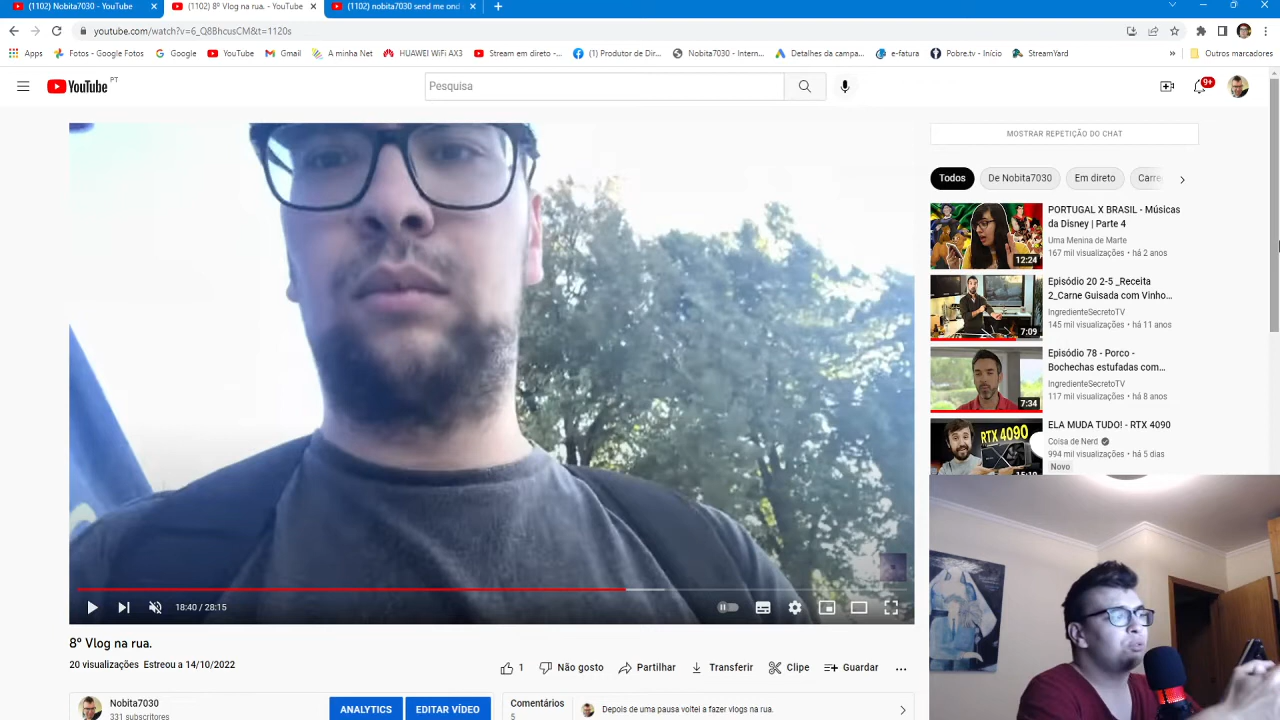 (1102) Nobita7030 - YouTube
(1102) 8º Vlog na rua. - YouTube
(1102) nobita7030 send me ond
youtube.com/watch?v=6_Q8BhcusCM&t=1120s
Apps
Fotos - Google Fotos
Google
YouTube
Gmail
A minha Net
HUAWEI WiFi AX3
Stream em direto -...
(1) Produtor de Dir...
Nobita7030 - Intern...
Detalhes da campa...
e-fatura
Pobre.tv - Início
StreamYard
»
Outros marcadores
YouTube PT
Pesquisa
9+
MOSTRAR REPETIÇÃO DO CHAT
Todos
De Nobita7030
Em direto
PORTUGAL X BRASIL - Músicas
da Disney | Parte 4
Uma Menina de Marte
167 mil visualizações • há 2 anos
12:24
Episódio 20 2-5 _Receita
2_Carne Guisada com Vinho...
IngredienteSecretoTV
145 mil visualizações • há 11 anos
7:09
Episódio 78 - Porco -
Bochechas estufadas com...
IngredienteSecretoTV
117 mil visualizações • há 8 anos
7:34
ELA MUDA TUDO! - RTX 4090
Coisa de Nerd
994 mil visualizações • há 5 dias
Novo
RTX 4090
18:40 / 28:15
8º Vlog na rua.
20 visualizações Estreou a 14/10/2022
1
Não gosto
Partilhar
Transferir
Clipe
Guardar
Nobita7030
331 subscritores
ANALYTICS
EDITAR VÍDEO
Comentários
5
Depois de uma pausa voltei a fazer vlogs na rua.